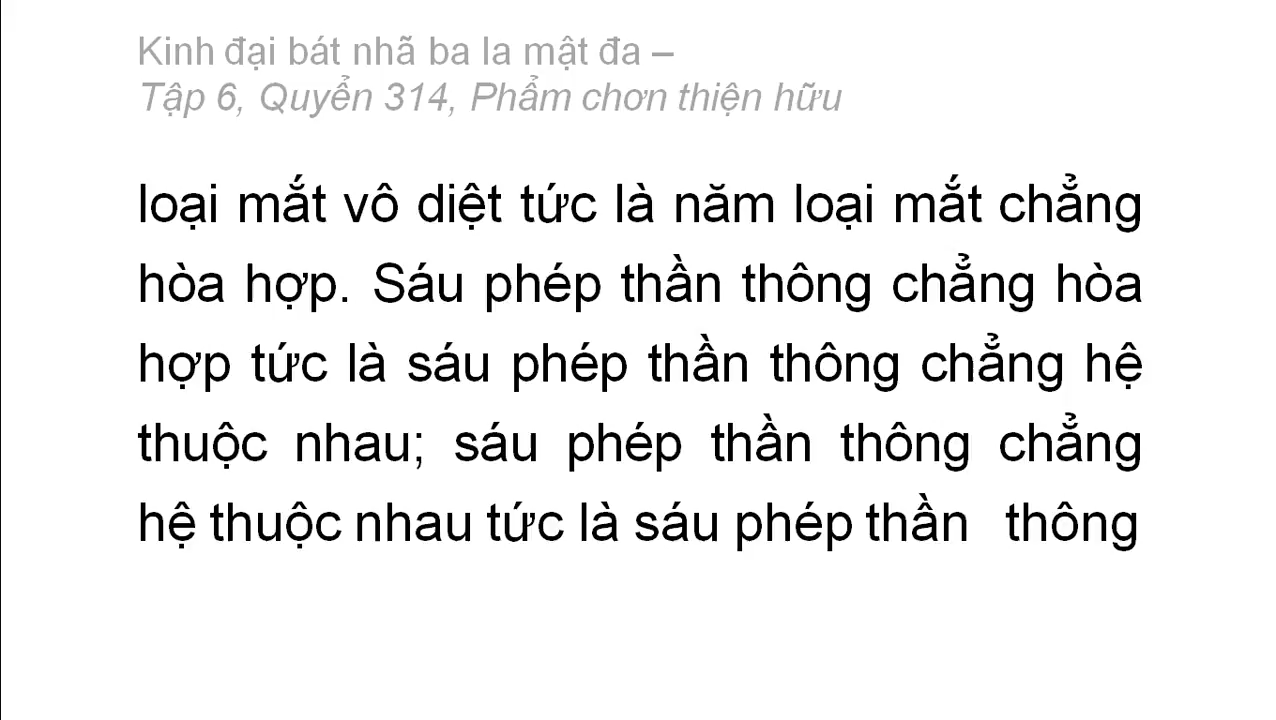 Kinh đại bát nhã ba la mật đa –
Tập 6, Quyển 314, Phẩm chơn thiện hữu
loại mắt vô diệt tức là năm loại mắt chẳng
hòa hợp. Sáu phép thần thông chẳng hòa
hợp tức là sáu phép thần thông chẳng hệ
thuộc nhau; sáu phép thần thông chẳng
hệ thuộc nhau tức là sáu phép thần thông